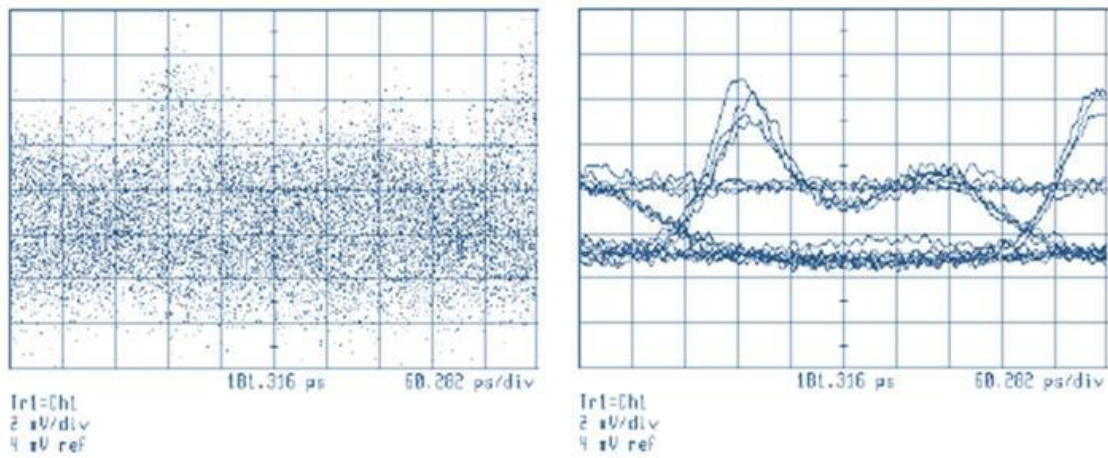 181.316 ps 60.282 ps/div
Tr1=Ch1
2 mV/div
4 mV ref
181.316 ps 60.282 ps/div
Tr1=Ch1
2 mV/div
4 mV ref